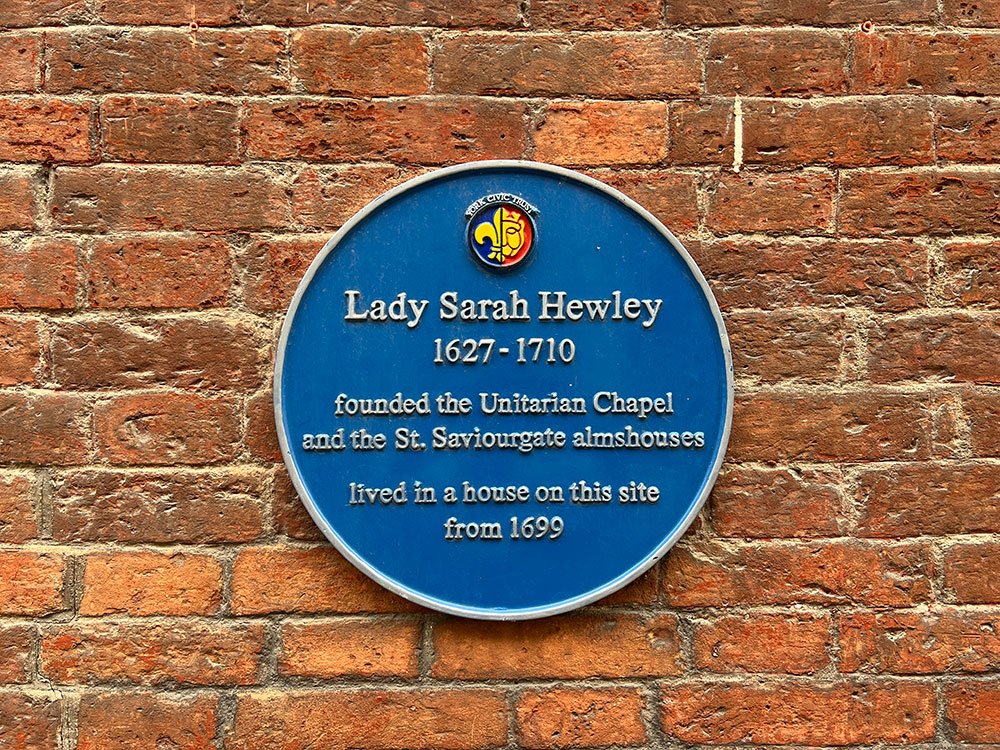 YORK CIVIC TRUST
Lady Sarah Hewley
1627-1710
founded the Unitarian Chapel
and the St. Saviourgate almshouses
lived in a house on this site
from 1699